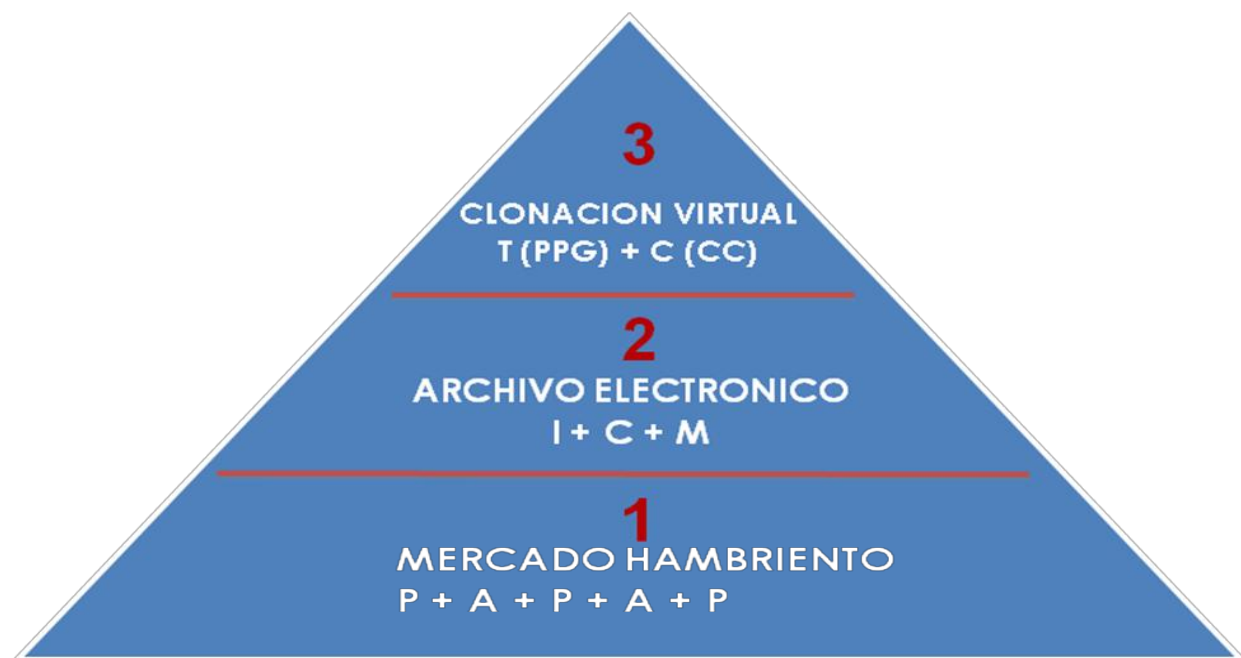 3
CLONACION VIRTUAL
T (PPG) + C (CC)
2
ARCHIVO ELECTRONICO
I + C + M
1
MERCADO HAMBRIENTO
P + A + P + A + P